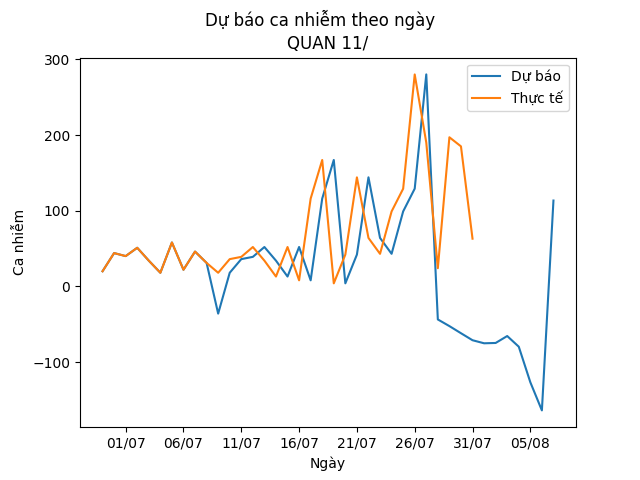 Dự báo ca nhiễm theo ngày
QUAN 11/
300
200
100
0
−100
Ca nhiễm
Dự báo
Thực tế
01/07 06/07 11/07 16/07 21/07 26/07 31/07 05/08
Ngày